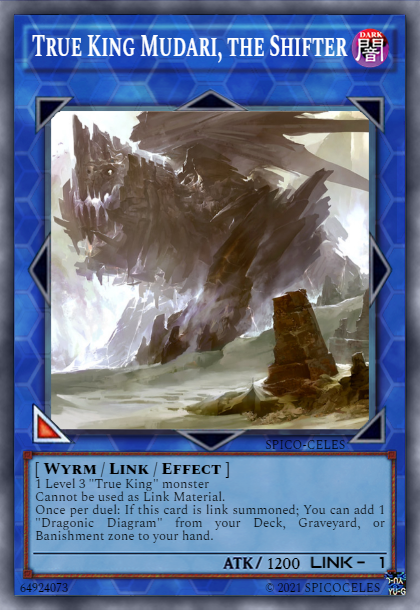 TRUE KING MUDARI, THE SHIFTER
DARK
闇
SPICO-CELES
[ WYRM / LINK / EFFECT ]
1 Level 3 "True King" monster
Cannot be used as Link Material.
Once per duel: If this card is link summoned; You can add 1
"Dragonic Diagram" from your Deck, Graveyard, or
Banishment zone to your hand.
ATK/ 1200 LINK- 1
64924073 © 2021 SPICOCELES